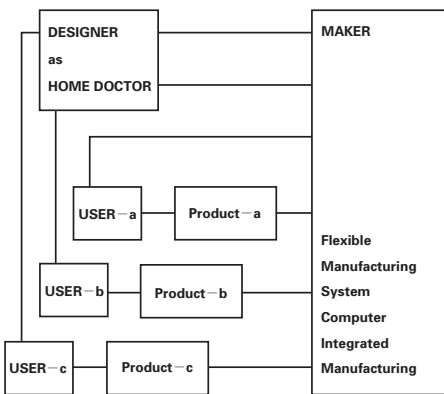 DESIGNER
as
HOME DOCTOR
MAKER
USER—a
Product—a
USER—b
Product—b
USER—c
Product—c
Flexible
Manufacturing
System
Computer
Integrated
Manufacturing